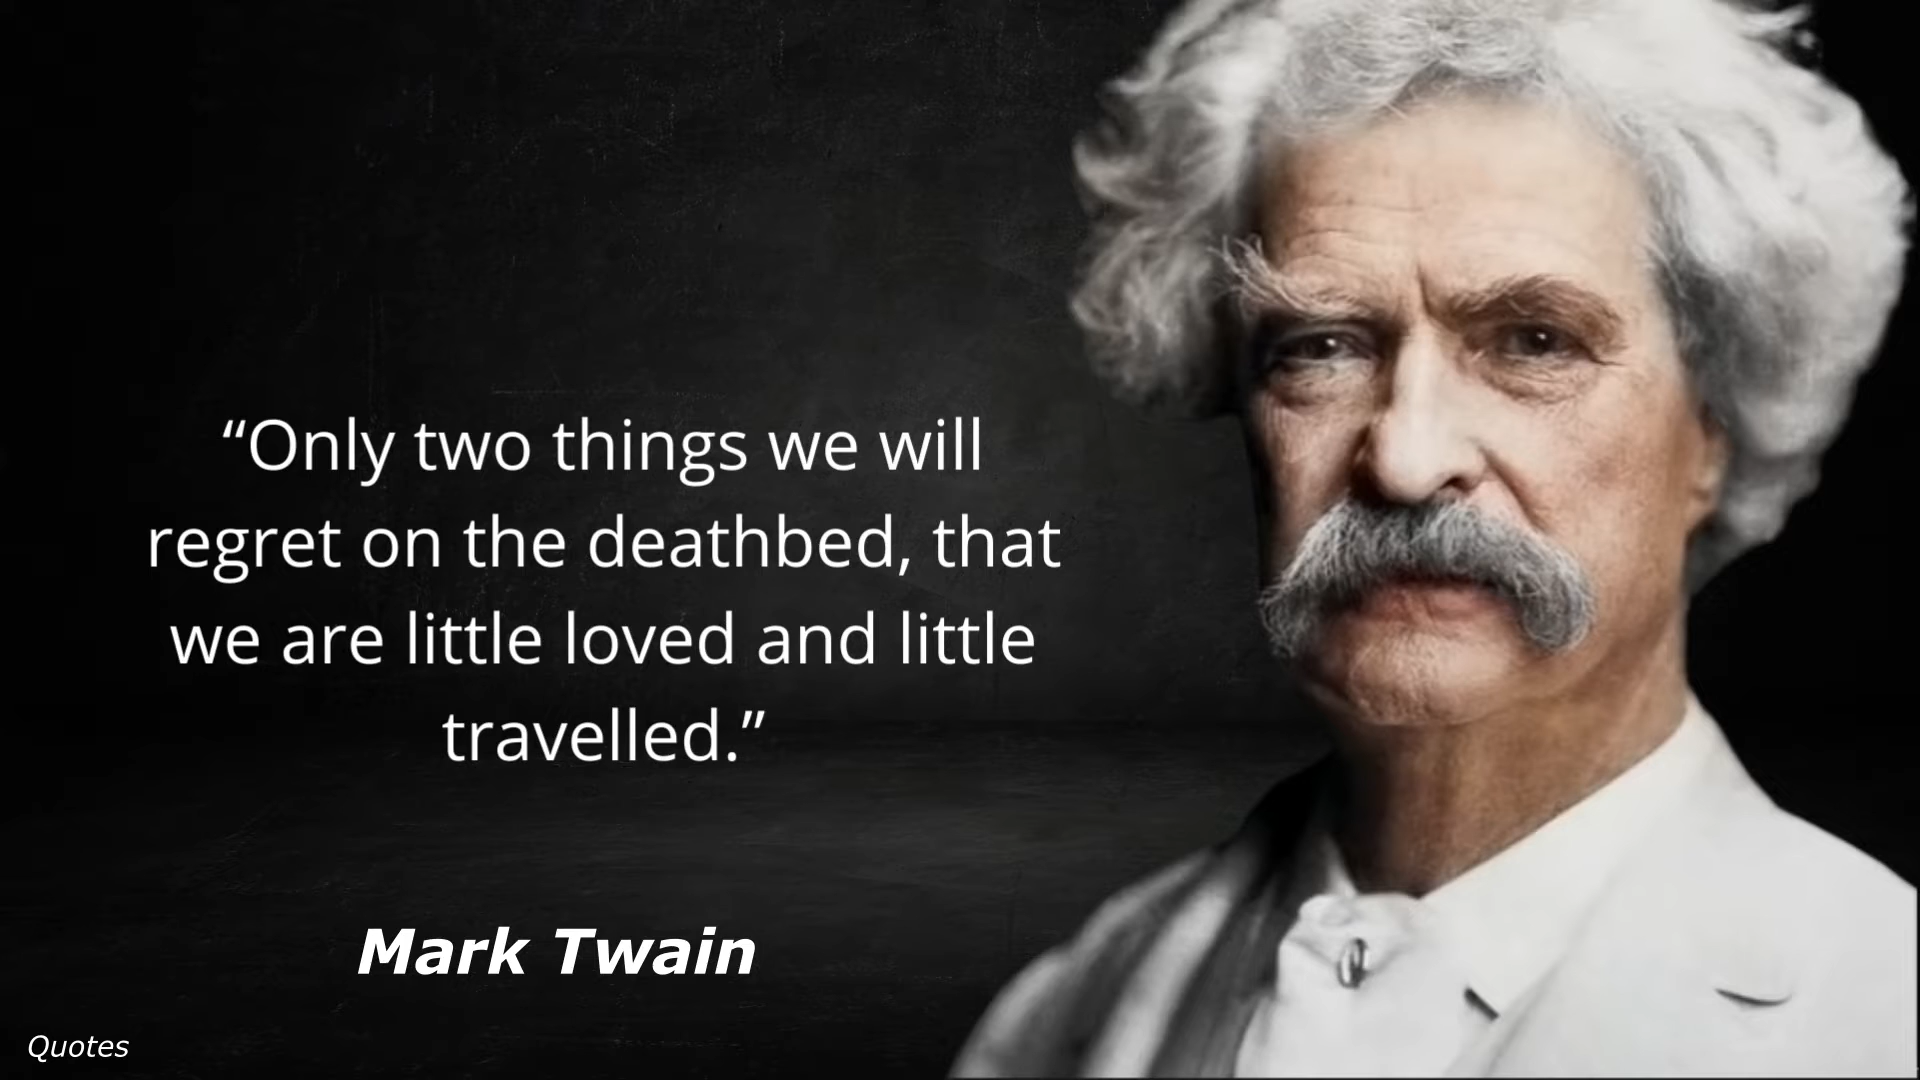 “Only two things we will
regret on the deathbed, that
we are little loved and little
travelled.”
Mark Twain
Quotes